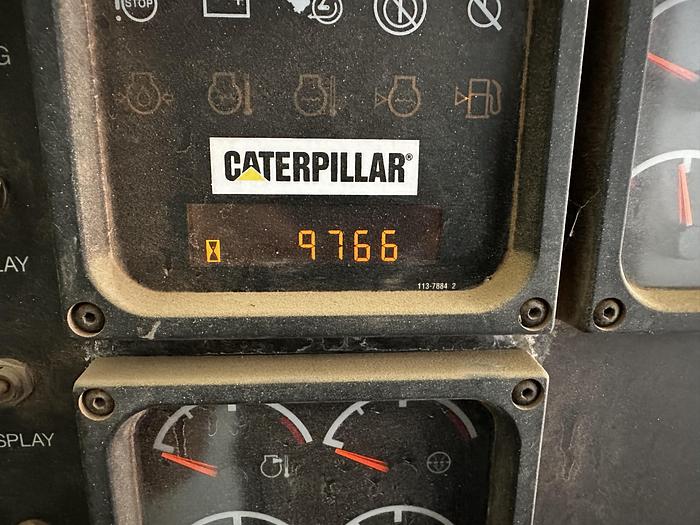 STOP
G
CATERPILLAR®
LAY
9766
113-7884 2
SPLAY